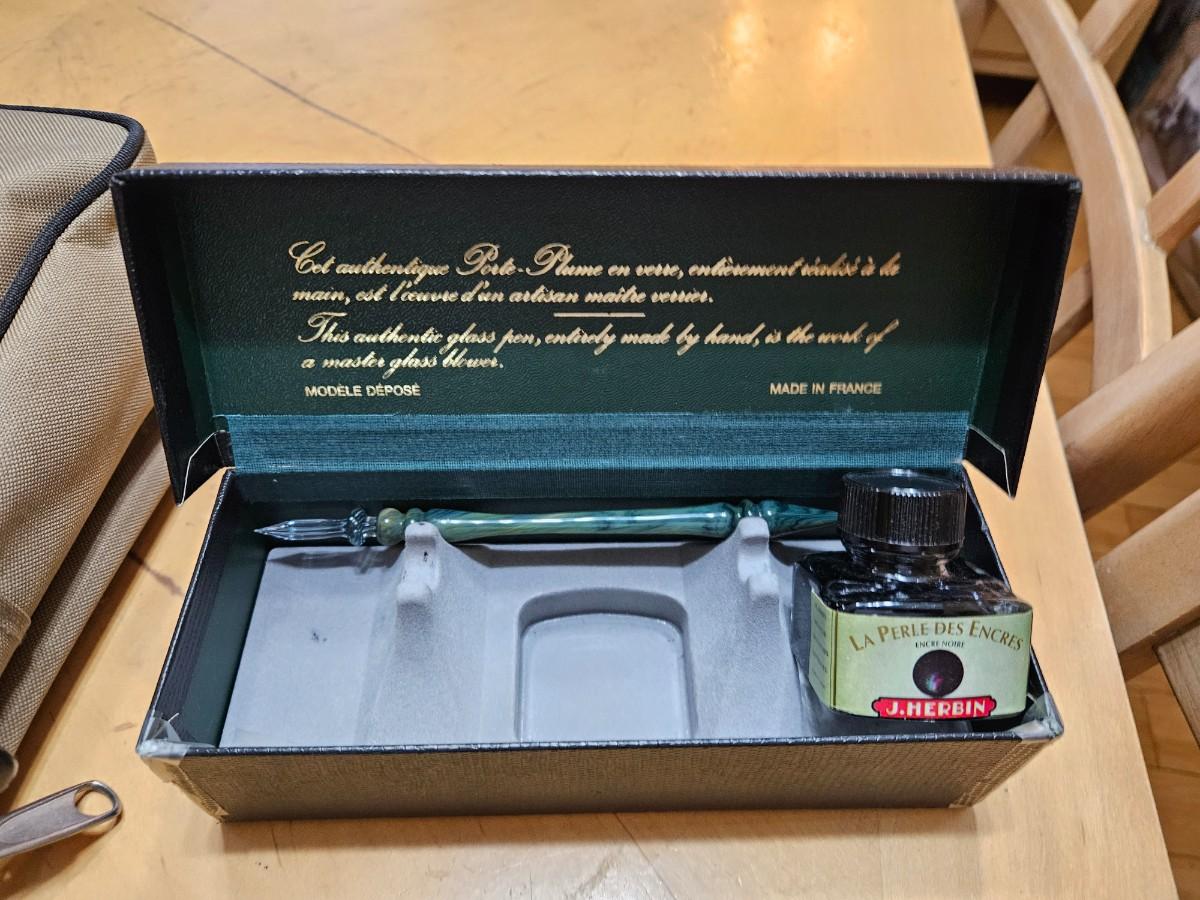 Cet authentique Porte-Plume en verre, entièrement réalisé à la
main, est l'œuvre d'un artisan maître verrier.
This authentic glass pen, entirely made by hand, is the work of
a master glass blower.
MODÈLE DÉPOSÉ
MADE IN FRANCE
LA PERLE DES ENCRES
ENCRE NOIRE
J.HERBIN